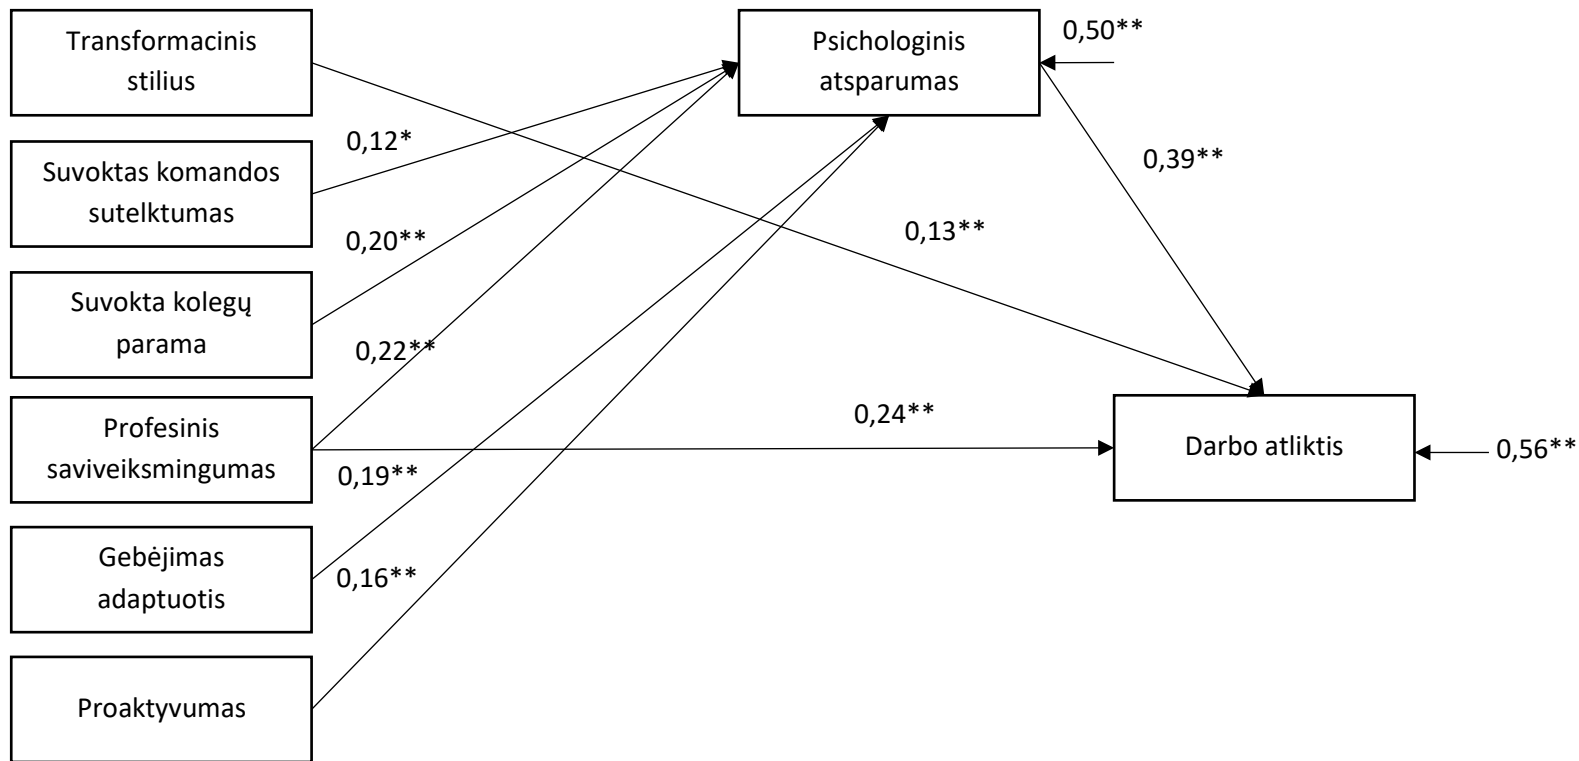 Transformacinis
stilius
Psichologinis
atsparumas
0,50**
0,12*
Suvoktas komandos
sutelktumas
0,39**
0,20**
0,13**
Suvokta kolegų
parama
0,22**
Profesinis
saviveiksmingumas
0,24**
Darbo atliktis
0,56**
0,19**
Gebėjimas
adaptuotis
0,16**
Proaktyvumas